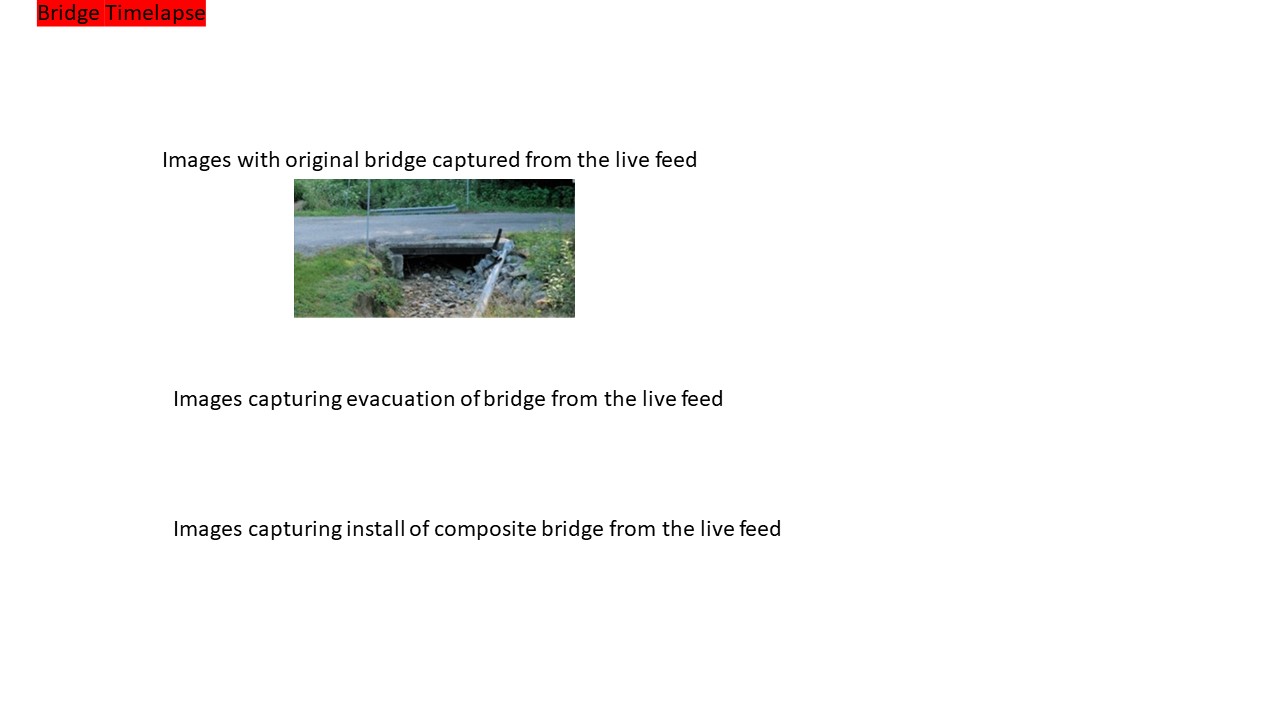 Bridge Timelapse
Images with original bridge captured from the live feed
Images capturing evacuation of bridge from the live feed
Images capturing install of composite bridge from the live feed